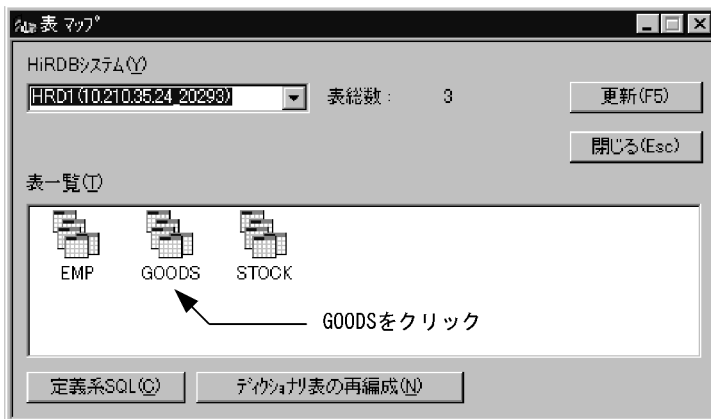 表 ﾏｯﾌﾟ
HiRDBｼｽﾃﾑ(Y)
HRD1(10.210.35.24_20293)
表総数： 3
更新(F5)
閉じる(Esc)
表一覧(T)
EMP GOODS STOCK
GOODSをクリック
定義系SQL(C)
ﾃﾞｨｸｼｮﾅﾘ表の再編成(N)